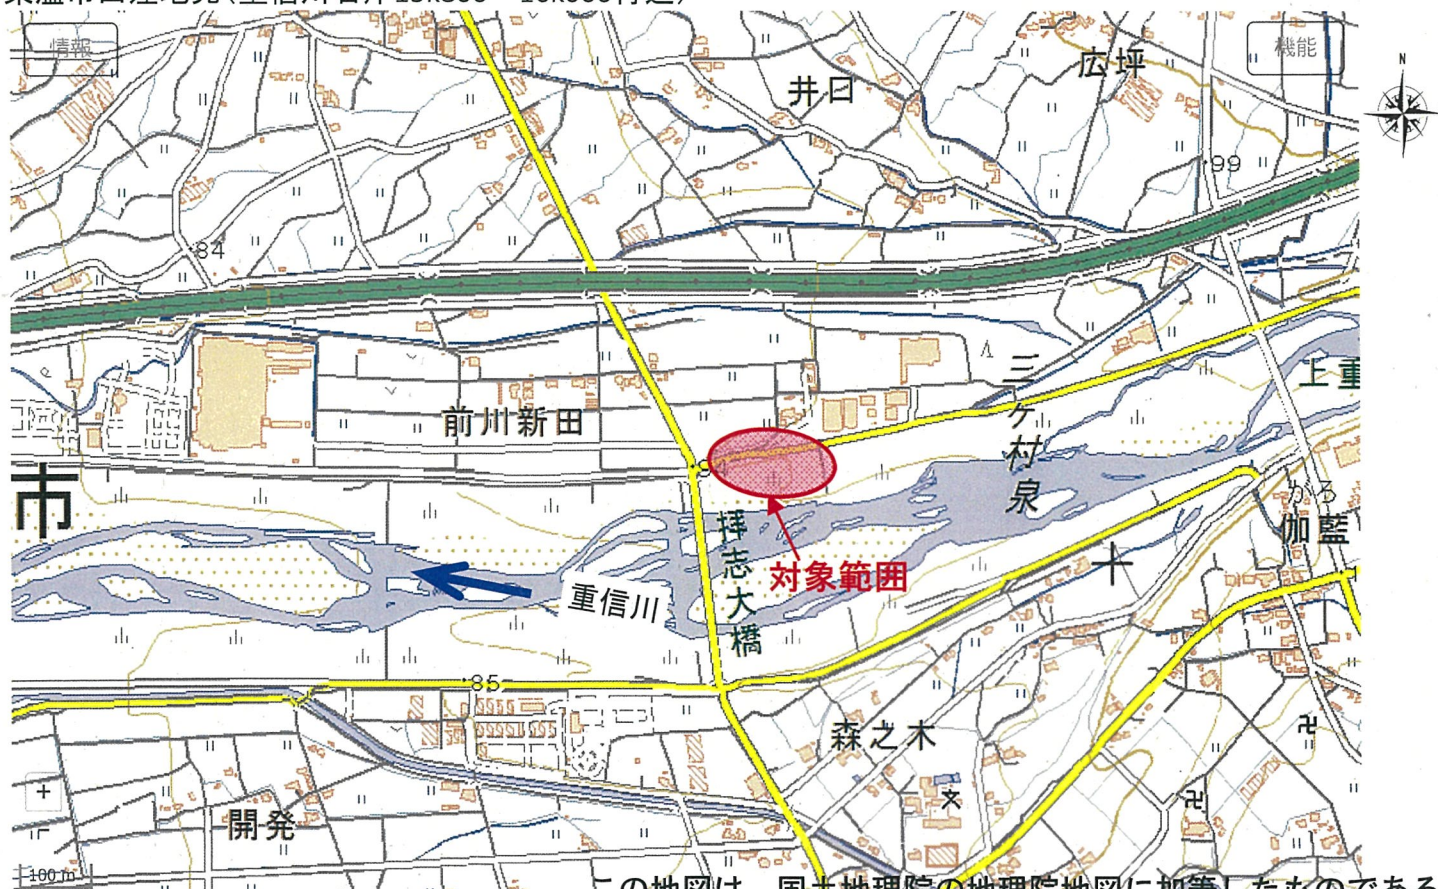 情報
機能
N
広坪
井口
99
84
三ケ村泉
上重
前川新田
市
拝志大橋
対象範囲
重信川
がろ
伽藍
85
森之木
開発
文
+
100 m
この地図は、国土地理院の地理院地図に加筆したものである